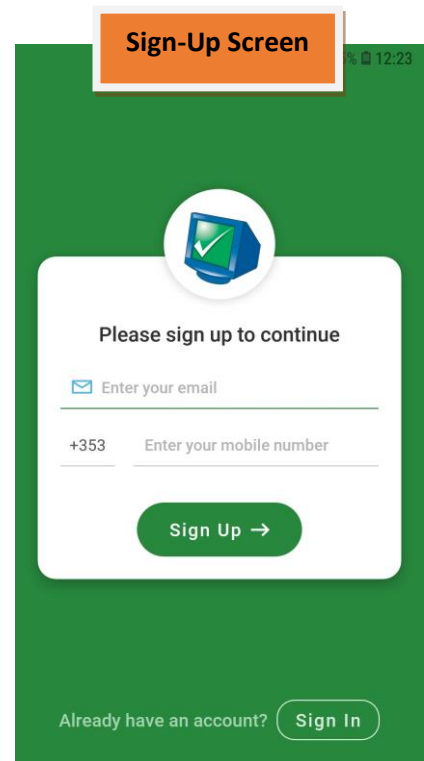 Sign-Up Screen
% 12:23
Please sign up to continue
Enter your email
+353 Enter your mobile number
Sign Up →
Already have an account? Sign In